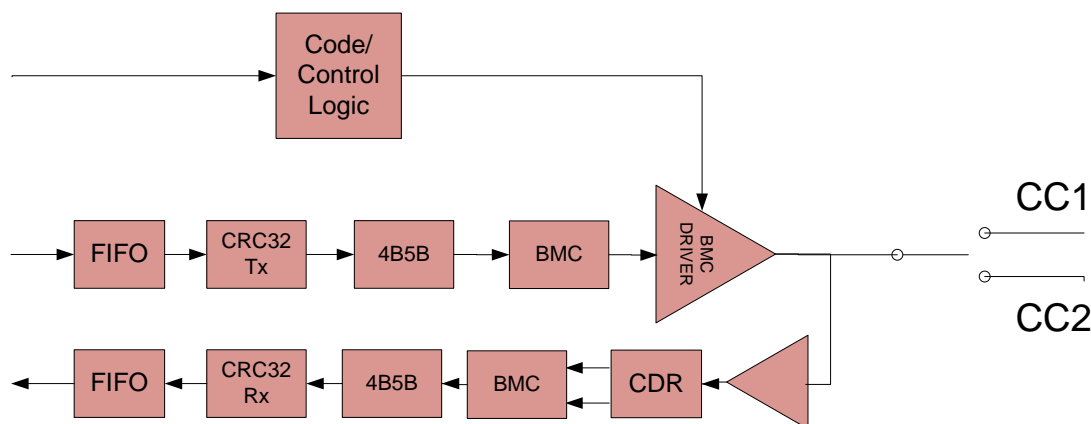 Code/
Control
Logic
CC1
BMC
DRIVER
FIFO
CRC32
Tx
4B5B
BMC
CC2
FIFO
CRC32
Rx
4B5B
BMC
CDR